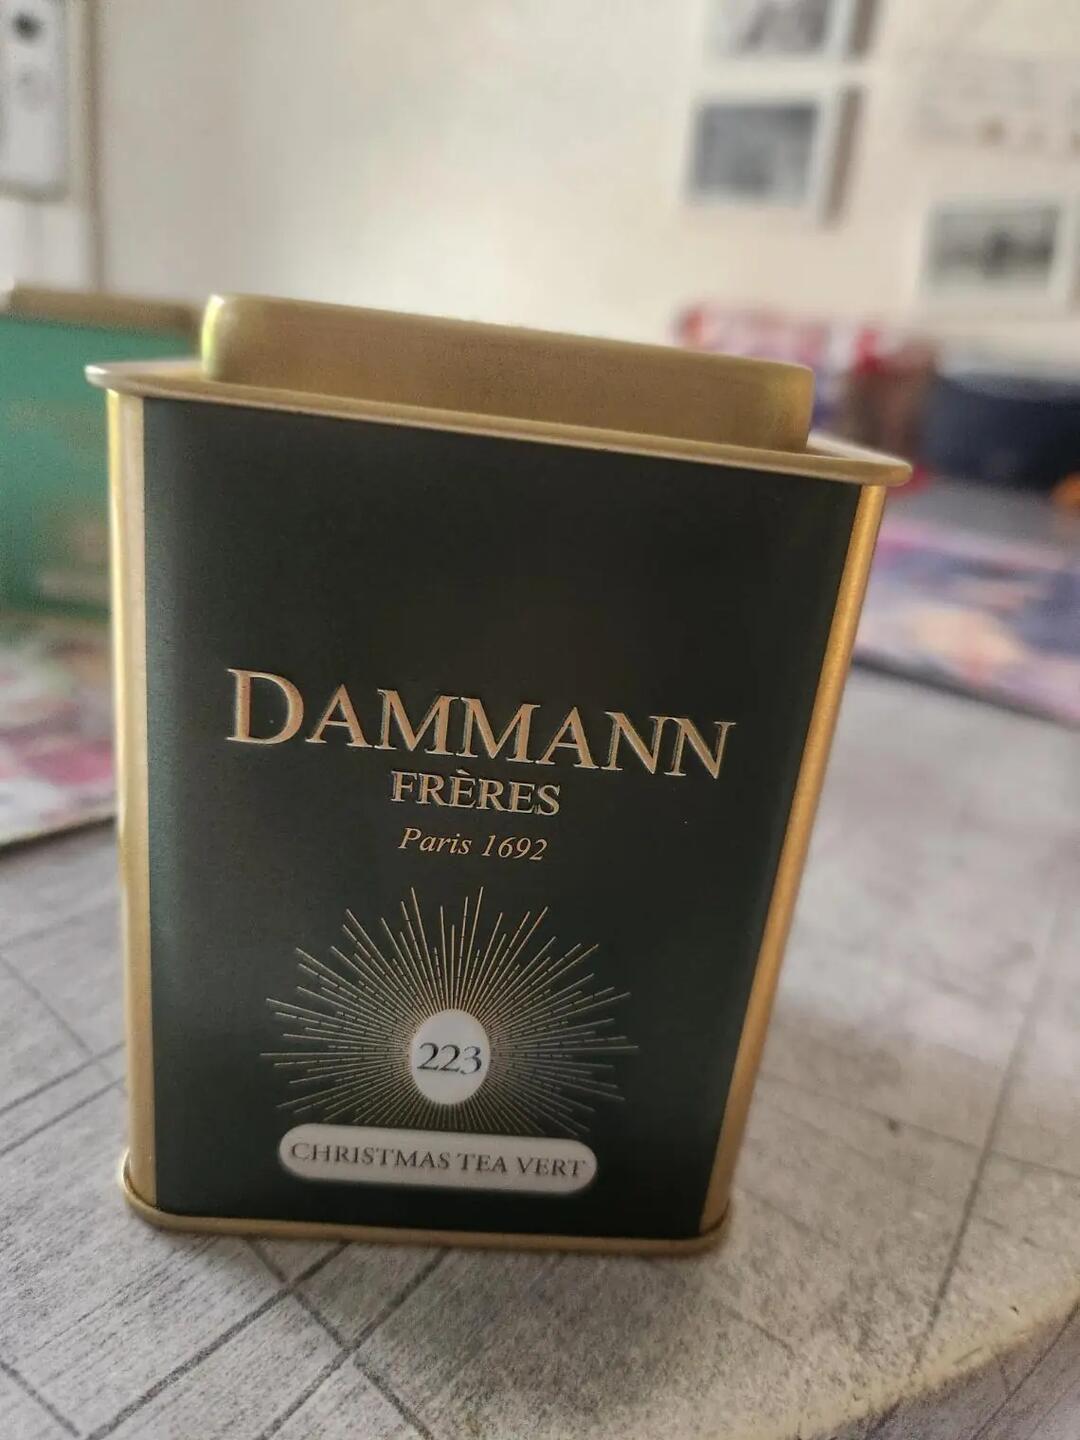 DAMMANN
FRÈRES
Paris 1692
223
CHRISTMAS TEA VERT